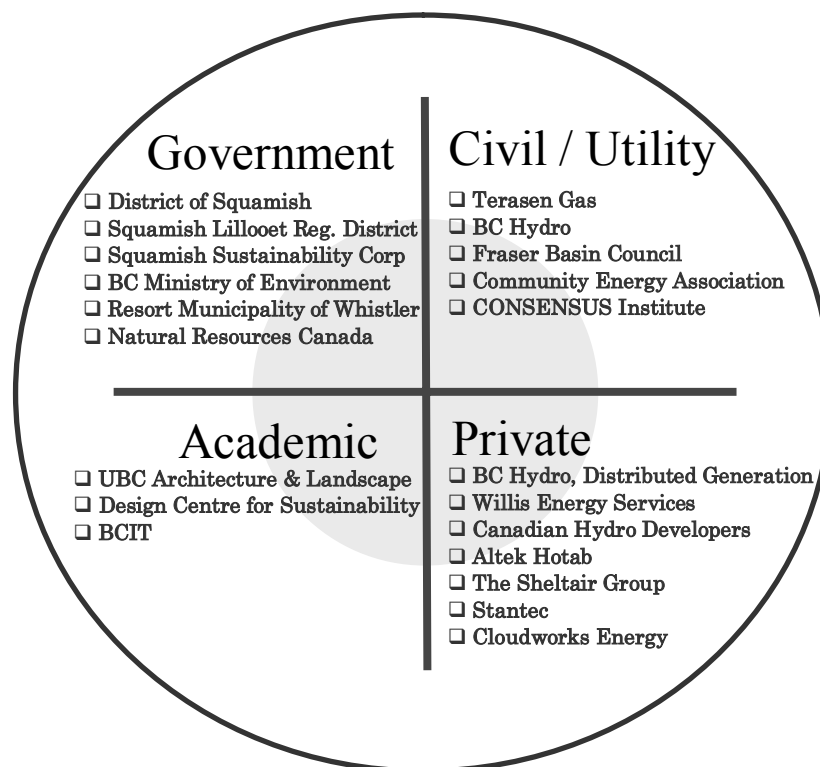 Government
❑ District of Squamish
❑ Squamish Lillooet Reg. District
❑ Squamish Sustainability Corp
❑ BC Ministry of Environment
❑ Resort Municipality of Whistler
❑ Natural Resources Canada
Civil / Utility
❑ Terasen Gas
❑ BC Hydro
❑ Fraser Basin Council
❑ Community Energy Association
❑ CONSENSUS Institute
Academic
❑ UBC Architecture & Landscape
❑ Design Centre for Sustainability
❑ BCIT
Private
❑ BC Hydro, Distributed Generation
❑ Willis Energy Services
❑ Canadian Hydro Developers
❑ Altek Hotab
❑ The Sheltair Group
❑ Stantec
❑ Cloudworks Energy